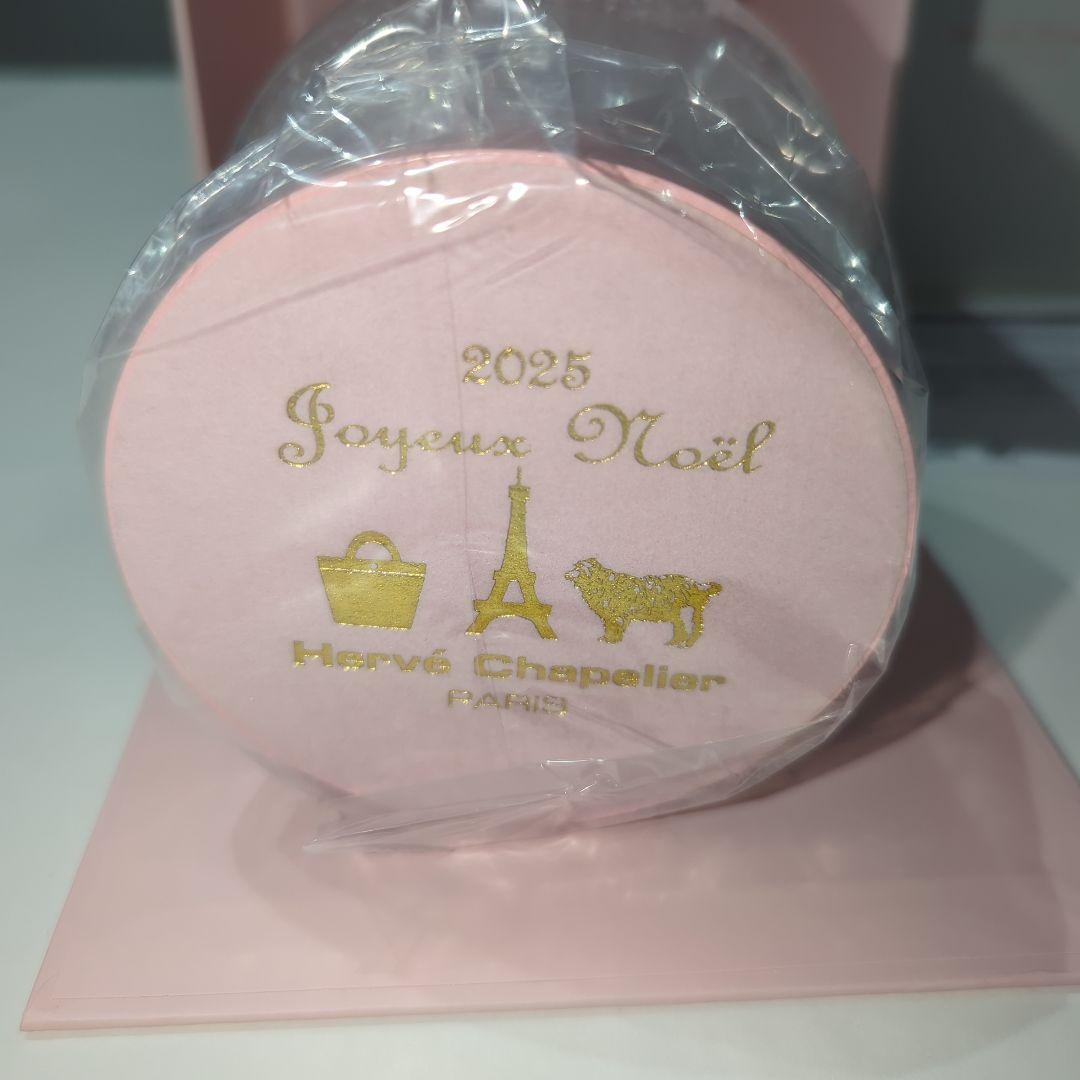 2025
Joyeux Noël
Hervé Chapelier
PARIS